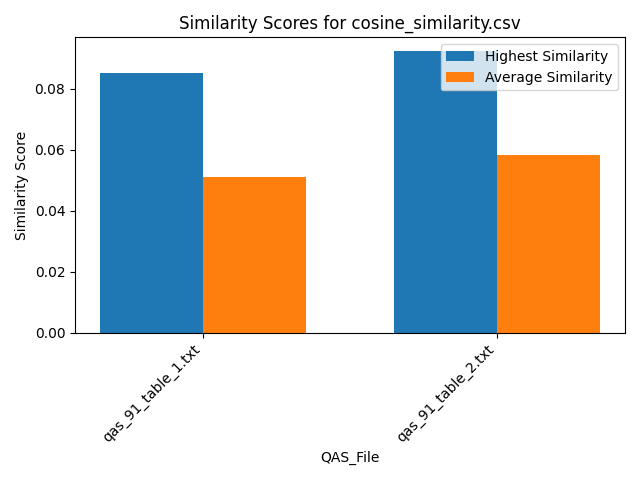 Similarity Scores for cosine_similarity.csv
Highest Similarity
Average Similarity
Similarity Score
0.08
0.06
0.04
0.02
0.00
qas_91_table_1.txt
qas_91_table_2.txt
QAS_File